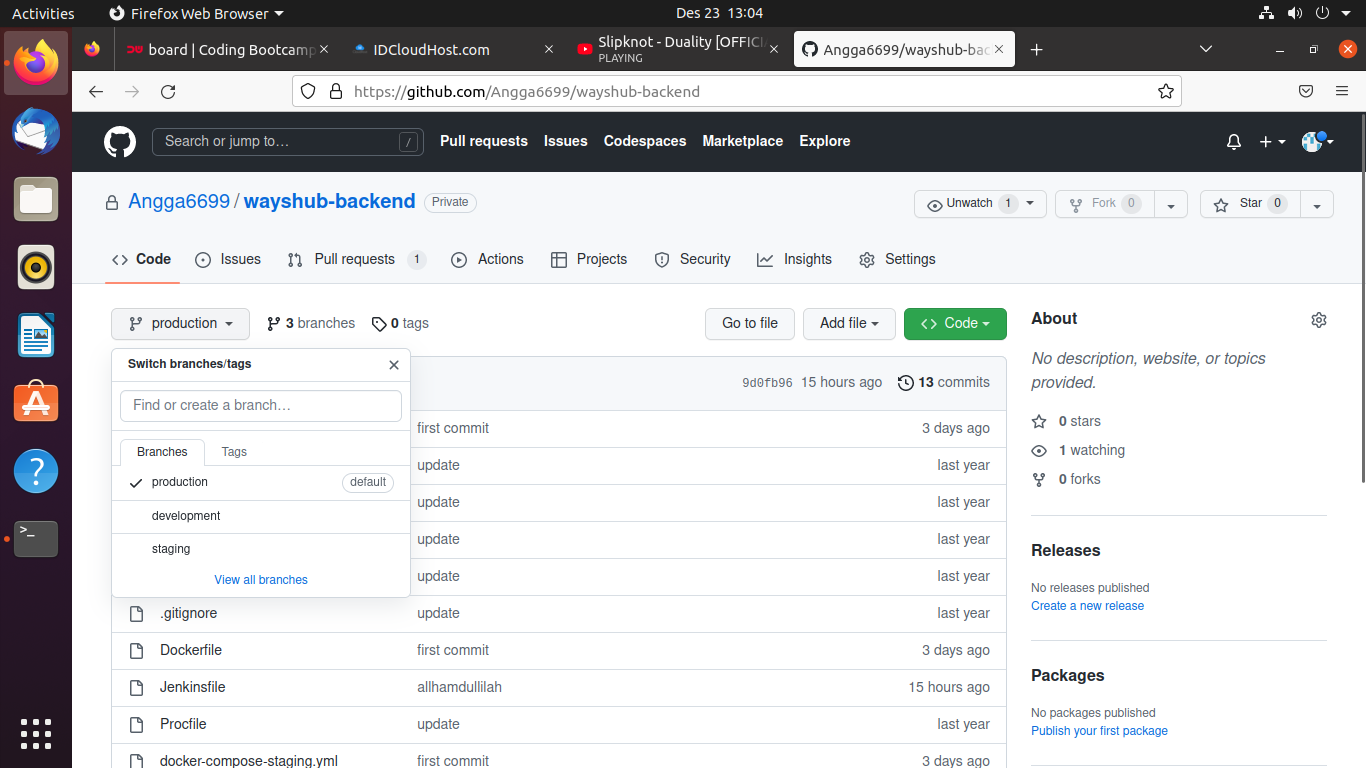 Activities
Firefox Web Browser
Des 23 13:04
board | Coding Bootcamp
IDCloudHost.com
Slipknot - Duality [OFFICI
PLAYING
Angga6699/wayshub-bac
https://github.com/Angga6699/wayshub-backend
Search or jump to… /
Pull requests
Issues
Codespaces
Marketplace
Explore
Angga6699 / wayshub-backend Private
Unwatch 1
Fork 0
Star 0
Code
Issues
Pull requests 1
Actions
Projects
Security
Insights
Settings
production
3 branches
0 tags
Go to file
Add file
Code
Switch branches/tags
Find or create a branch…
Branches
Tags
production default
development
staging
View all branches
9d0fb96 15 hours ago 13 commits
first commit 3 days ago
update last year
update last year
update last year
update last year
.gitignore update last year
Dockerfile first commit 3 days ago
Jenkinsfile allhamdullilah 15 hours ago
Procfile update last year
docker-compose-staging.yml first commit 3 days ago
About
No description, website, or topics
provided.
0 stars
1 watching
0 forks
Releases
No releases published
Create a new release
Packages
No packages published
Publish your first package